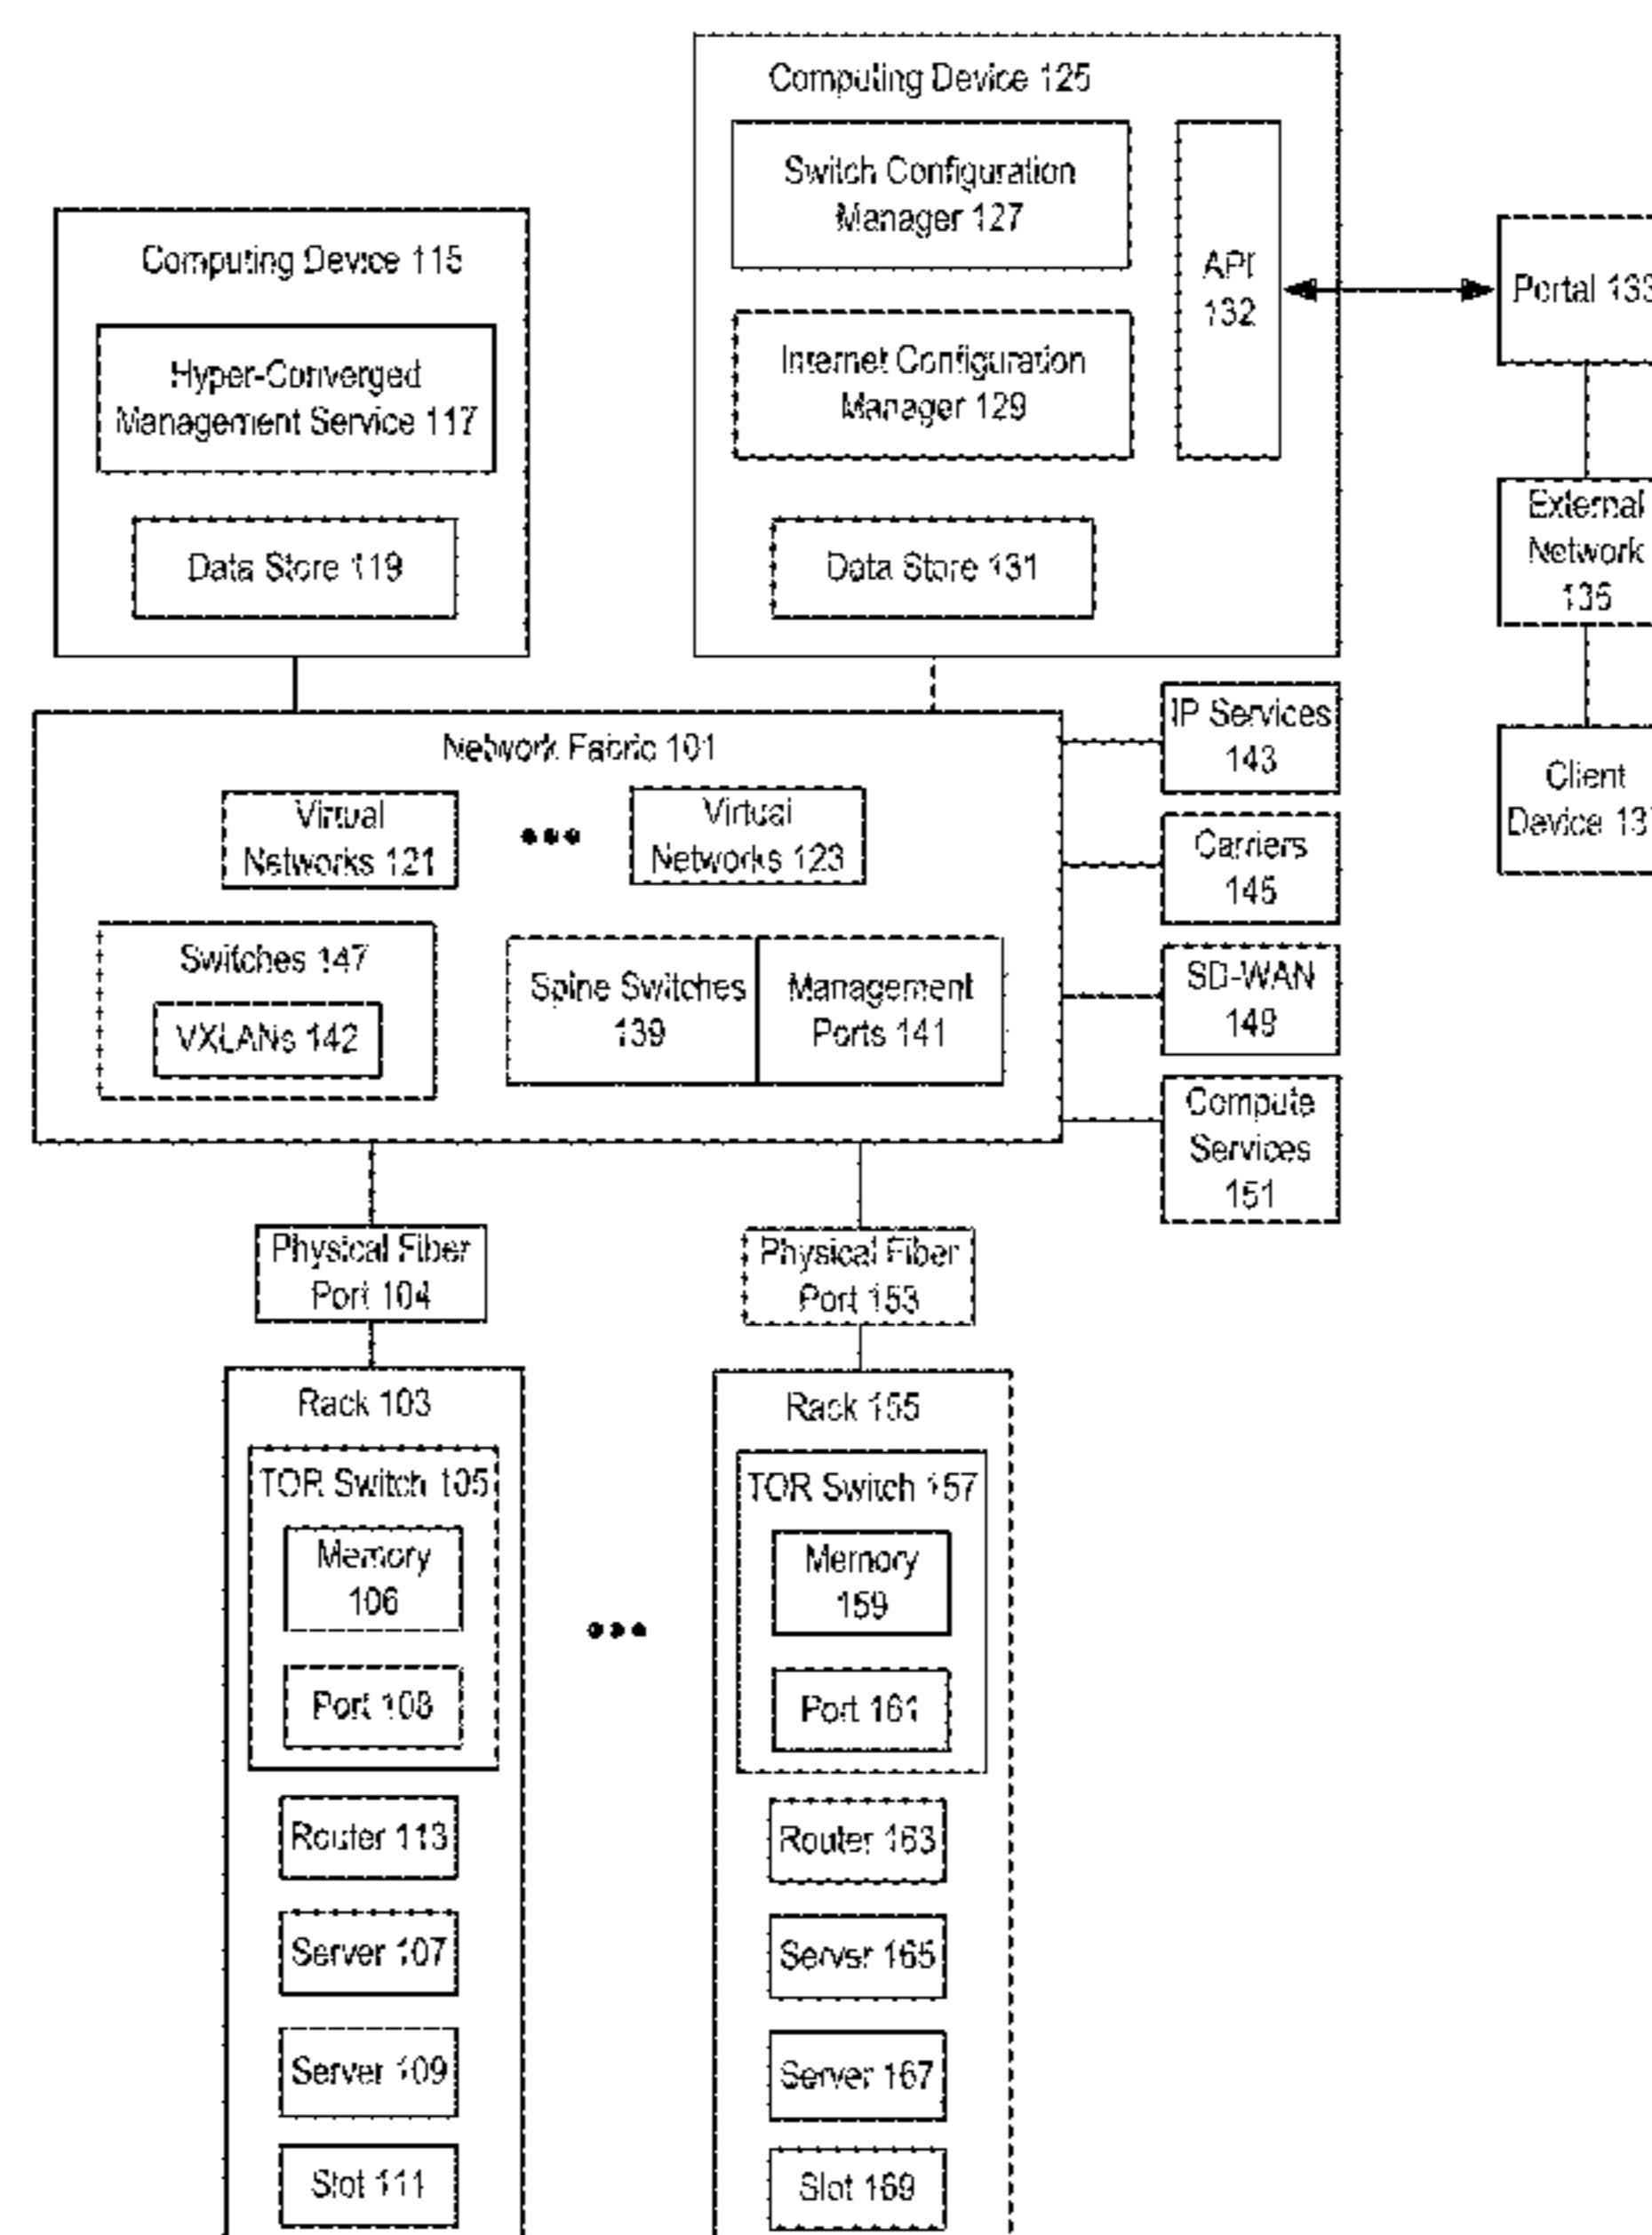 Computing Device 125
Switch Configuration
Manager 127
API
132
Internet Configuration
Manager 129
Data Store 131
Computing Device 115
Hyper-Converged
Management Service 117
Data Store 119
Portal 133
External
Network
135
Client
Device
Network Fabric 101
Virtual
Networks 121
Virtual
Networks 123
Switches 147
VXLANs 142
Spine Switches
139
Management
Ports 141
IP Services
143
Carriers
145
SD-WAN
149
Compute
Services
151
Physical Fiber
Port 104
Physical Fiber
Port 153
Rack 103
TOR Switch 105
Memory
106
Port 108
Router 113
Server 107
Server 109
Slot 111
Rack 155
TOR Switch 157
Memory
159
Port 161
Router 163
Server 165
Server 167
Slot 169